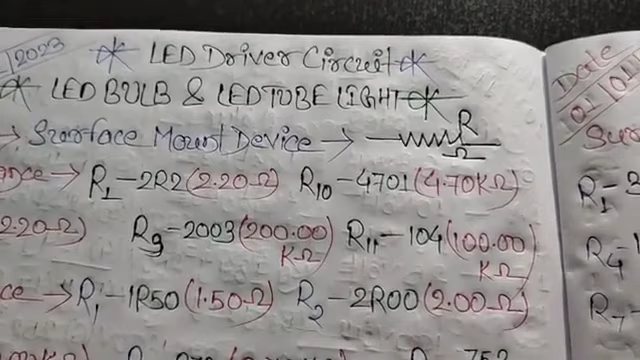 2023 LED Driver Circuit
LED BULB & LED TUBE LIGHT
→ Surface Mount Device → R Ω
→ R1-2R2(2.20Ω) R10-4701(4.70KΩ)
2.20Ω) R9-2003(200.00 KΩ) R11-104(100.00 KΩ)
→ R1-1R50(1.50Ω) R2-2R00(2.00Ω)
752
Date
R1-
R4-
R7-